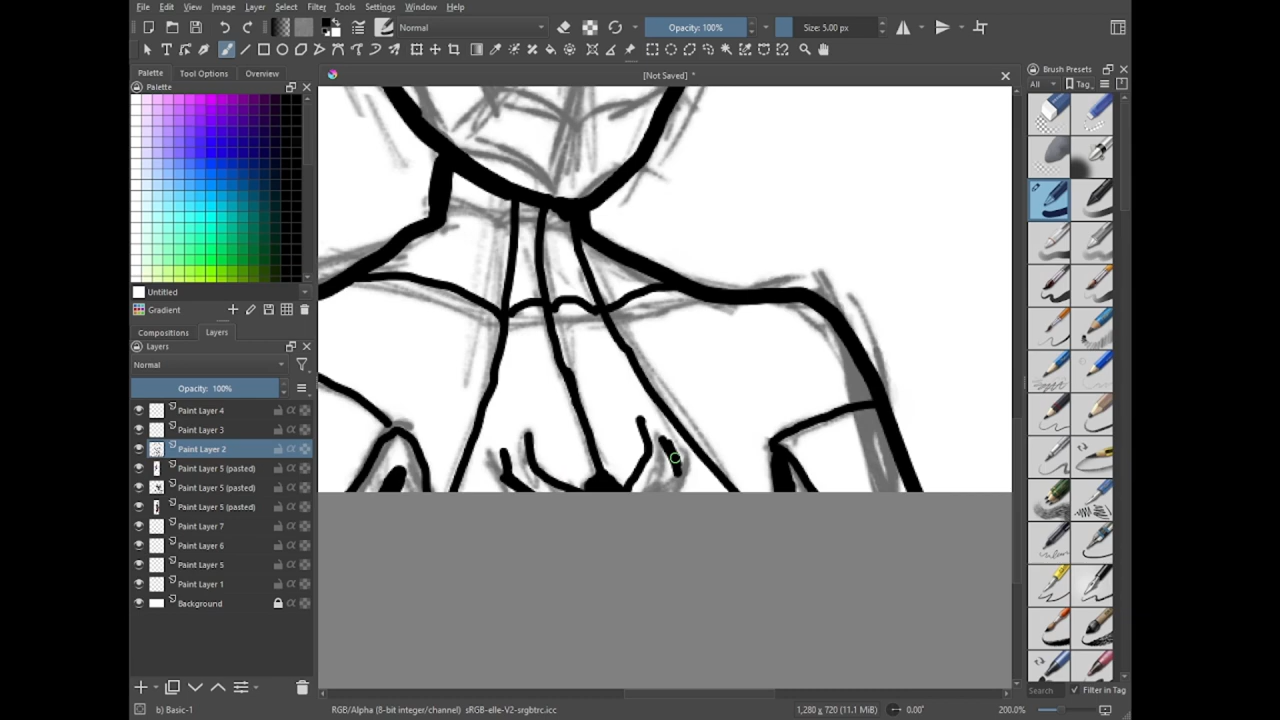 File Edit View Image Layer Select Filter Tools Settings Window Help
Normal Opacity: 100% Size: 5.00 px
Palette Tool Options Overview [Not Saved] * Brush Presets
Palette
All Tag
Untitled
Gradient
Compositions Layers
Layers
Normal
Opacity: 100%
Paint Layer 4
Paint Layer 3
Paint Layer 2
Paint Layer 5 (pasted)
Paint Layer 5 (pasted)
Paint Layer 5 (pasted)
Paint Layer 7
Paint Layer 6
Paint Layer 5
Paint Layer 1
Background
Search Filter in Tag
b) Basic-1 RGB/Alpha (8-bit integer/channel) sRGB-elle-V2-srgbtrc.icc 1,280 x 720 (11.1 MiB) 0.00° 200.0%